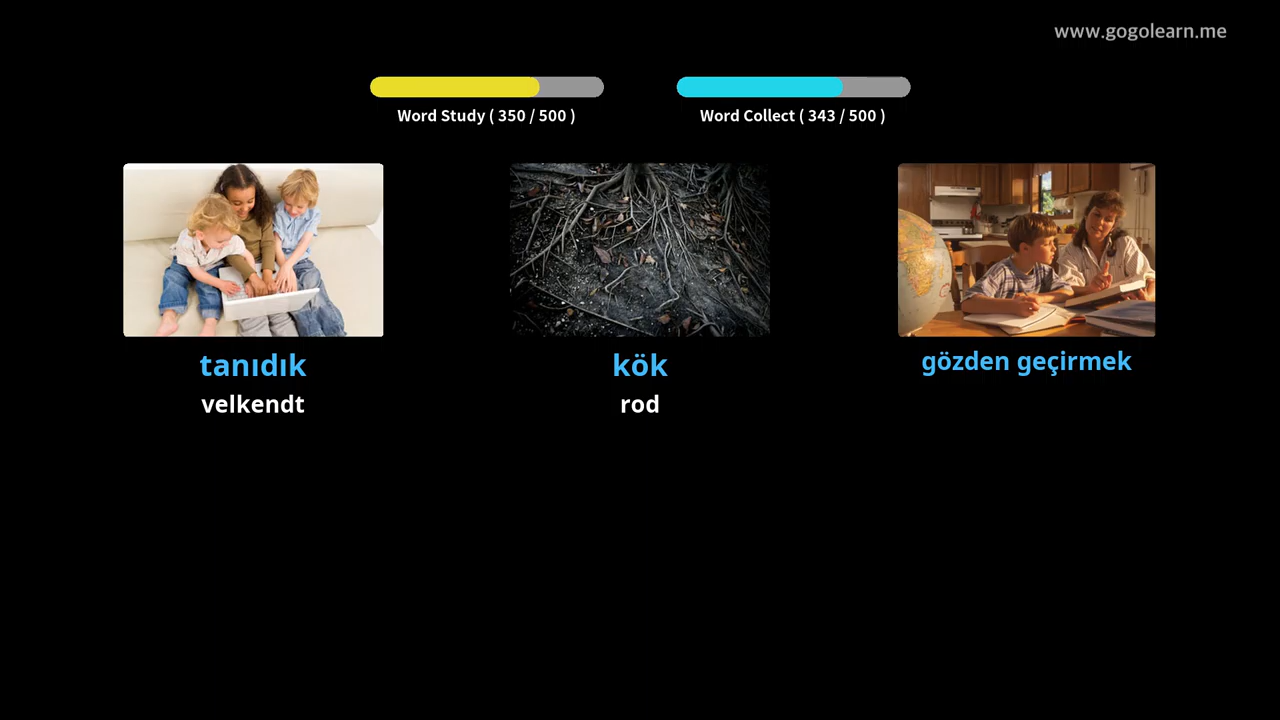 www.gogolearn.me
Word Study ( 350 / 500 )
Word Collect ( 343 / 500 )
tanıdık
velkendt
kök
rod
gözden geçirmek